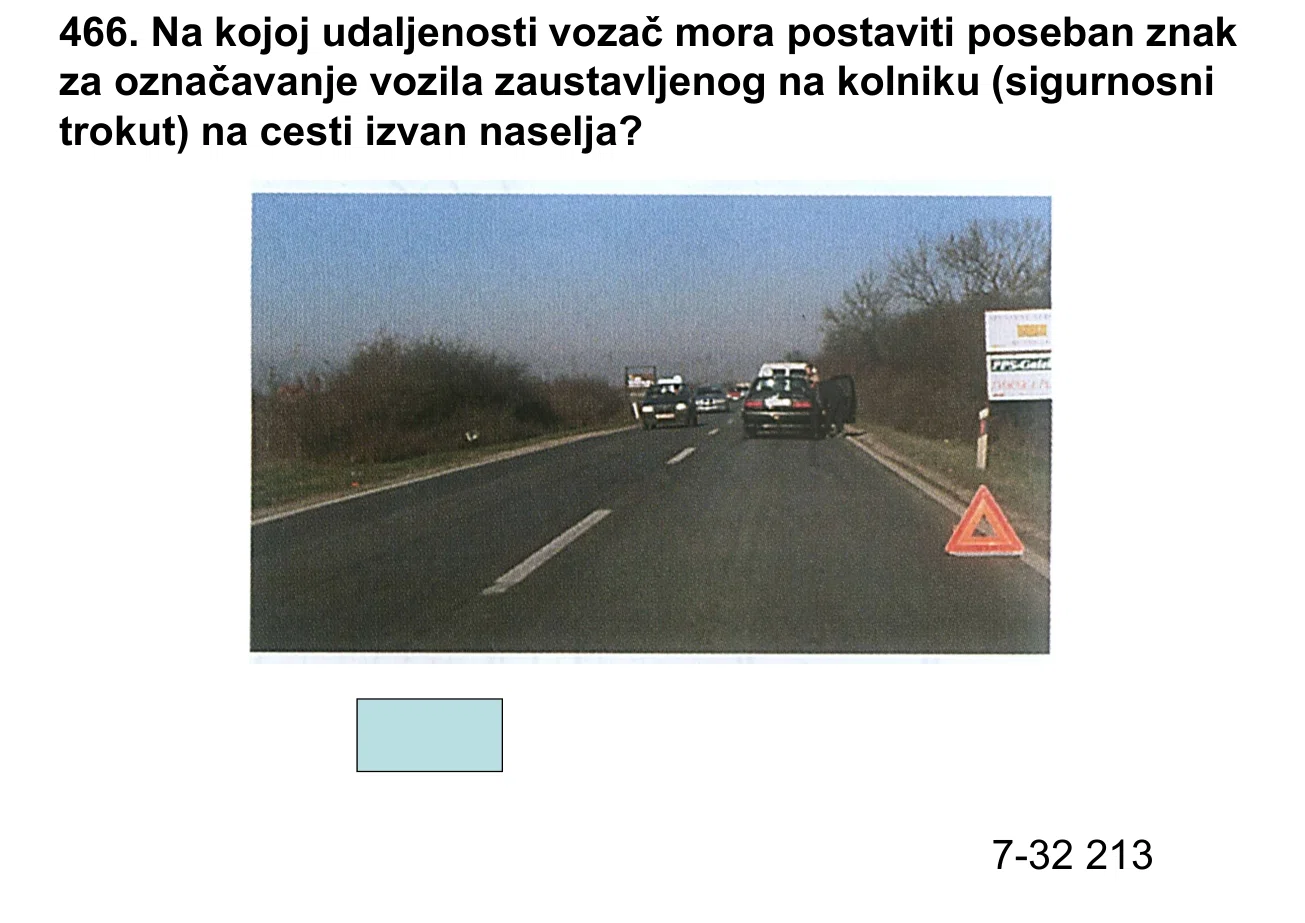 466. Na kojoj udaljenosti vozač mora postaviti poseban znak
za označavanje vozila zaustavljenog na kolniku (sigurnosni
trokut) na cesti izvan naselja?
7-32 213